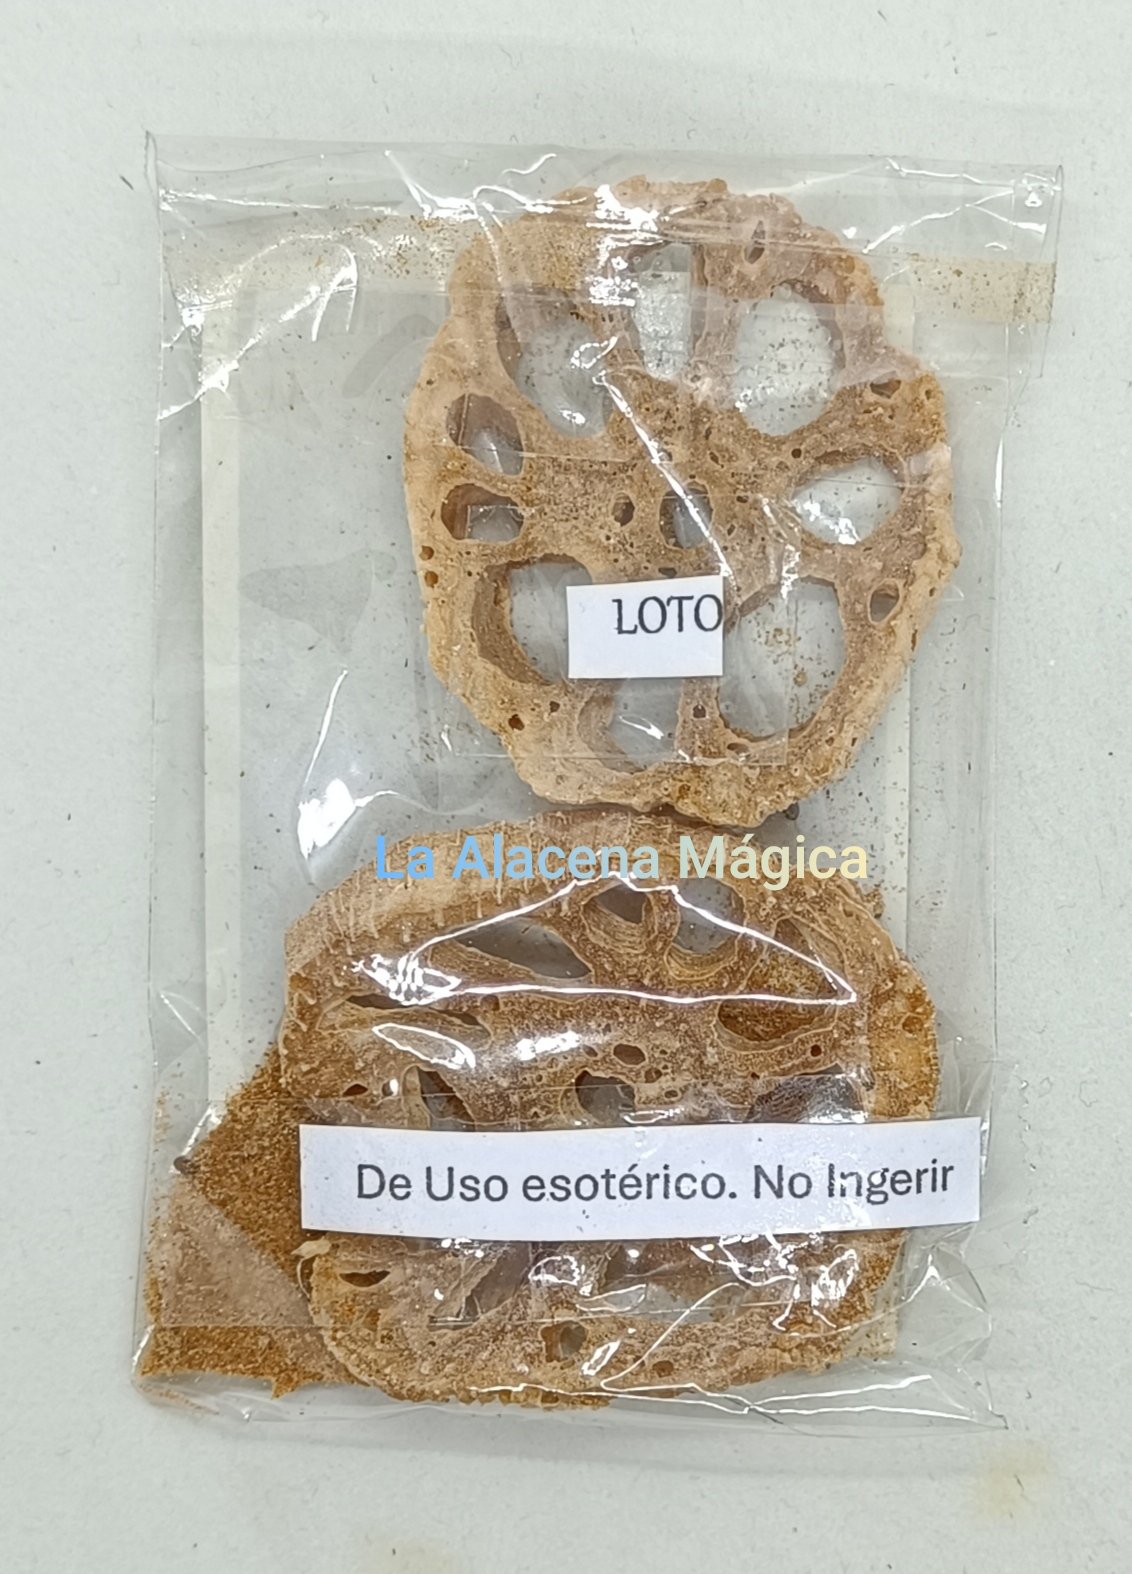 LOTO
La Alacena Mágica
De Uso esotérico. No Ingerir